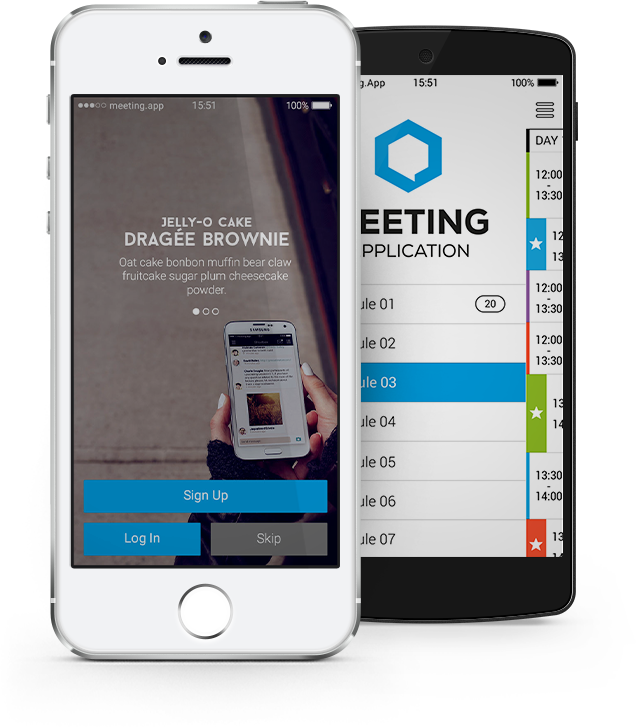 meeting.app 15:51 100%
JELLY-O CAKE
DRAGÉE BROWNIE
Oat cake bonbon muffin bear claw
fruitcake sugar plum cheesecake
powder.
SAMSUNG
Sign Up
Log In Skip
g.App 15:51 100%
EETING
PPLICATION
ule 01 20
ule 02
ule 03
ule 04
ule 05
ule 06
ule 07
DAY
12:00
-
13:30
12
1
12:00
-
13:30
12:00
-
13:30
13
14
13:30
-
14:00
13
14